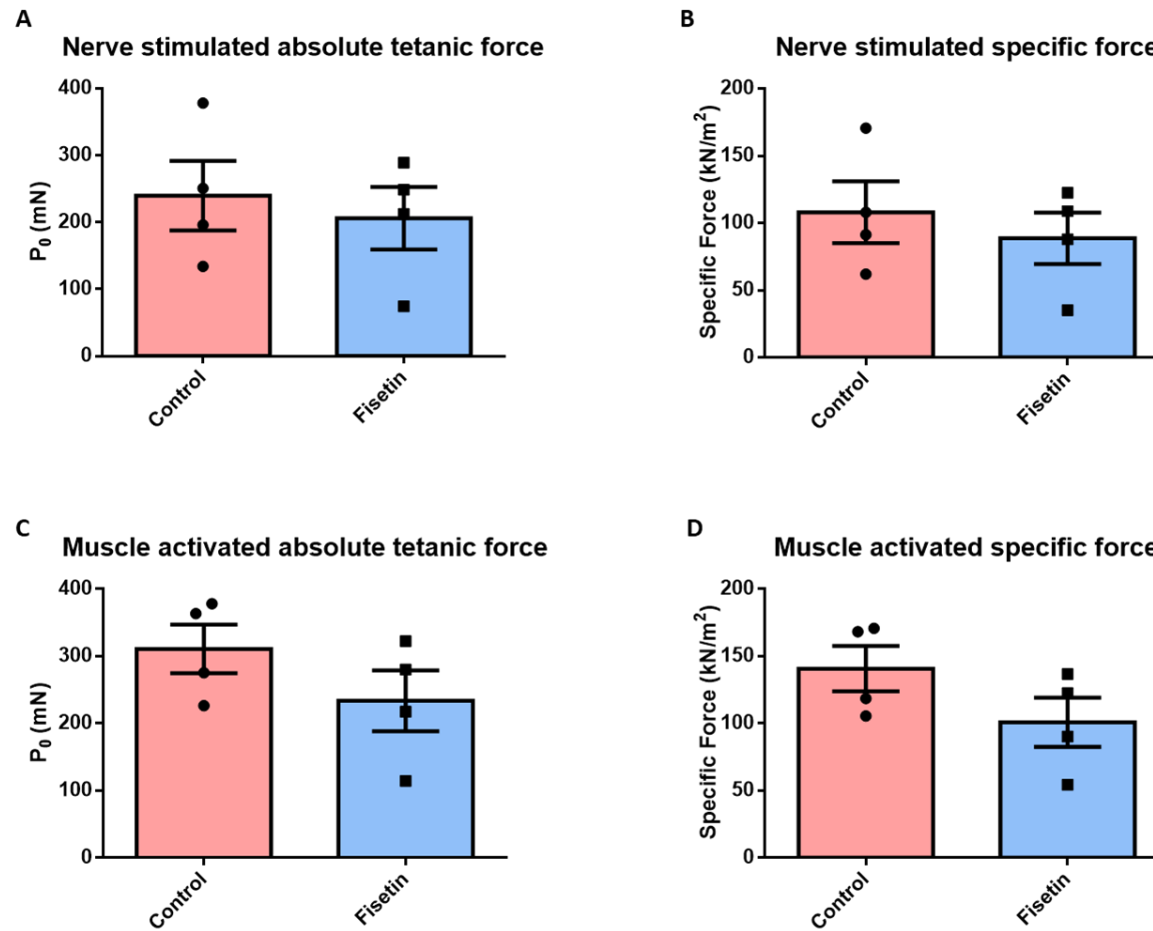 A
Nerve stimulated absolute tetanic force
400
300
200
100
0
P0 (mN)
Control
Fisetin
B
Nerve stimulated specific force
200
150
100
50
0
Specific Force (kN/m²)
Control
Fisetin
C
Muscle activated absolute tetanic force
400
300
200
100
0
P0 (mN)
Control
Fisetin
D
Muscle activated specific force
200
150
100
50
0
Specific Force (kN/m²)
Control
Fisetin